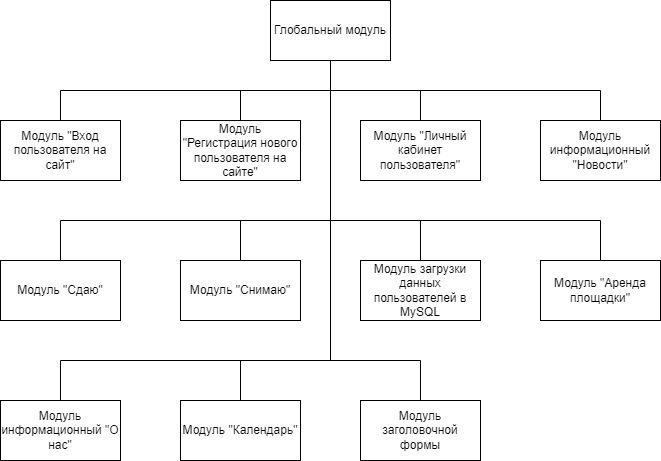 Глобальный модуль
Модуль "Вход
пользователя на
сайт"
Модуль
"Регистрация нового
пользователя на
сайте"
Модуль "Личный
кабинет
пользователя"
Модуль
информационный
"Новости"
Модуль "Сдаю"
Модуль "Снимаю"
Модуль загрузки
данных
пользователей в
MySQL
Модуль "Аренда
площадки"
Модуль
информационный "О
нас"
Модуль "Календарь"
Модуль
заголовочной
формы